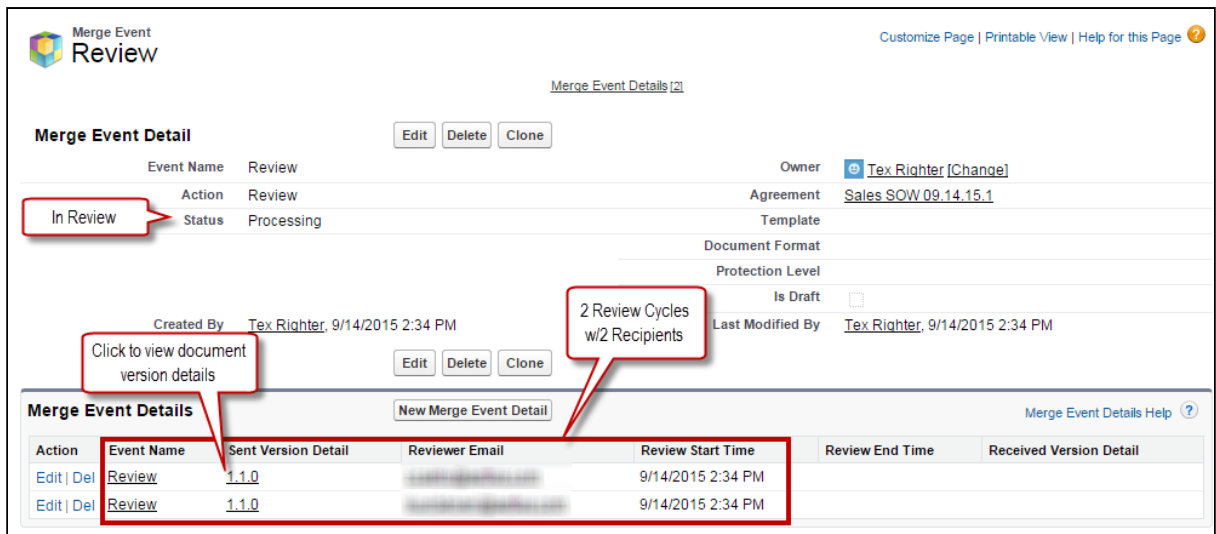 Merge Event
Review
Customize Page | Printable View | Help for this Page ?
Merge Event Details [2]
Merge Event Detail Edit Delete Clone
Event Name Review Owner Tex Righter [Change]
Action Review Agreement Sales SOW 09.14.15.1
In Review
Status Processing Template
Document Format
Protection Level
Is Draft
2 Review Cycles
w/2 Recipients
Created By Tex Righter, 9/14/2015 2:34 PM Last Modified By Tex Righter, 9/14/2015 2:34 PM
Click to view document
version details
Edit Delete Clone
Merge Event Details New Merge Event Detail Merge Event Details Help ?
Action Event Name Sent Version Detail Reviewer Email Review Start Time Review End Time Received Version Detail
Edit | Del Review 1.1.0 9/14/2015 2:34 PM
Edit | Del Review 1.1.0 9/14/2015 2:34 PM